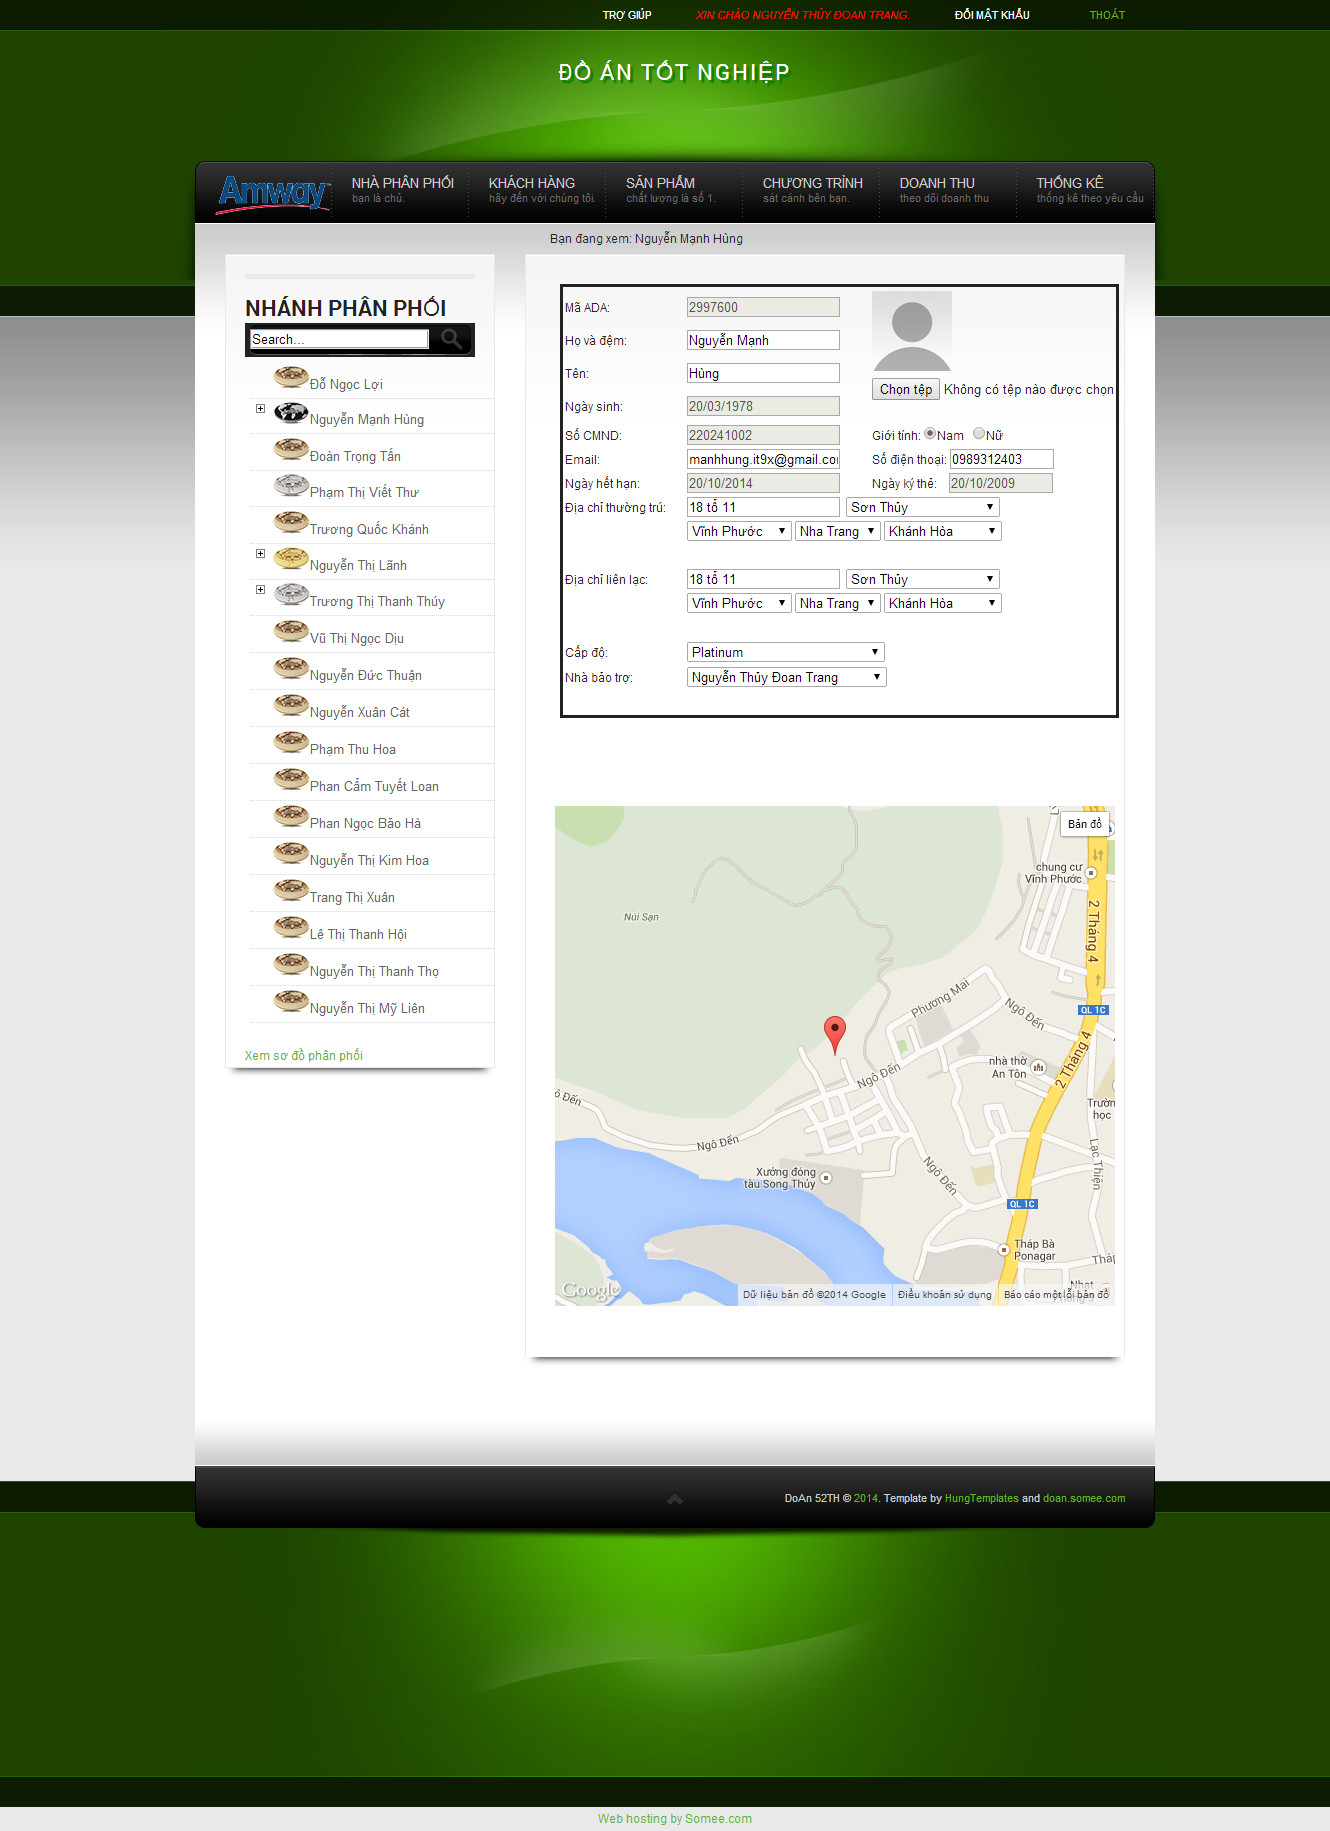 TRỢ GIÚP XIN CHÀO NGUYỄN THÙY ĐOAN TRANG. ĐỔI MẬT KHẨU THOÁT
ĐỒ ÁN TỐT NGHIỆP
Amway
NHÀ PHÂN PHỐI KHÁCH HÀNG SẢN PHẨM CHƯƠNG TRÌNH DOANH THU THỐNG KÊ
bạn là chủ. hãy đến với chúng tôi. chất lượng là số 1. sát cánh bên bạn. theo dõi doanh thu thống kê theo yêu cầu
Bạn đang xem: Nguyễn Mạnh Hùng
NHÁNH PHÂN PHỐI
Search...
Đỗ Ngọc Lợi
Nguyễn Mạnh Hùng
Đoàn Trọng Tấn
Phạm Thị Viết Thư
Trương Quốc Khánh
Nguyễn Thị Lãnh
Trương Thị Thanh Thúy
Vũ Thị Ngọc Dịu
Nguyễn Đức Thuận
Nguyễn Xuân Cát
Phạm Thu Hoa
Phan Cẩm Tuyết Loan
Phan Ngọc Bảo Hà
Nguyễn Thị Kim Hoa
Trang Thị Xuân
Lê Thị Thanh Hội
Nguyễn Thị Thanh Thọ
Nguyễn Thị Mỹ Liên
Xem sơ đồ phân phối
Mã ADA: 2997600
Họ và đệm: Nguyễn Mạnh
Tên: Hùng
Chọn tệp Không có tệp nào được chọn
Ngày sinh: 20/03/1978
Số CMND: 220241002 Giới tính: Nam Nữ
Email: manhhung.it9x@gmail.co Số điện thoại: 0989312403
Ngày hết hạn: 20/10/2014 Ngày ký thẻ: 20/10/2009
Địa chỉ thường trú: 18 tổ 11 Sơn Thủy
Vĩnh Phước Nha Trang Khánh Hòa
Địa chỉ liên lạc: 18 tổ 11 Sơn Thủy
Vĩnh Phước Nha Trang Khánh Hòa
Cấp độ: Platinum
Nhà bảo trợ: Nguyễn Thùy Đoan Trang
Bản đồ
chung cư
Vĩnh Phước
Núi Sạn
2 Tháng 4
Phương Mai
Ngô Đến
QL 1C
2 Tháng 4
nhà thờ
An Tôn
Ngô Đến
Trườn
học
ô Đến
Ngô Đến
Lạc Thiện
Ngô Đến
Xưởng đóng
tàu Song Thủy
QL 1C
Tháp Bà
Ponagar
Thá
Google
Dữ liệu bản đồ ©2014 Google Điều khoản sử dụng Báo cáo một lỗi bản đồ
DoAn 52TH © 2014. Template by HungTemplates and doan.somee.com
Web hosting by Somee.com